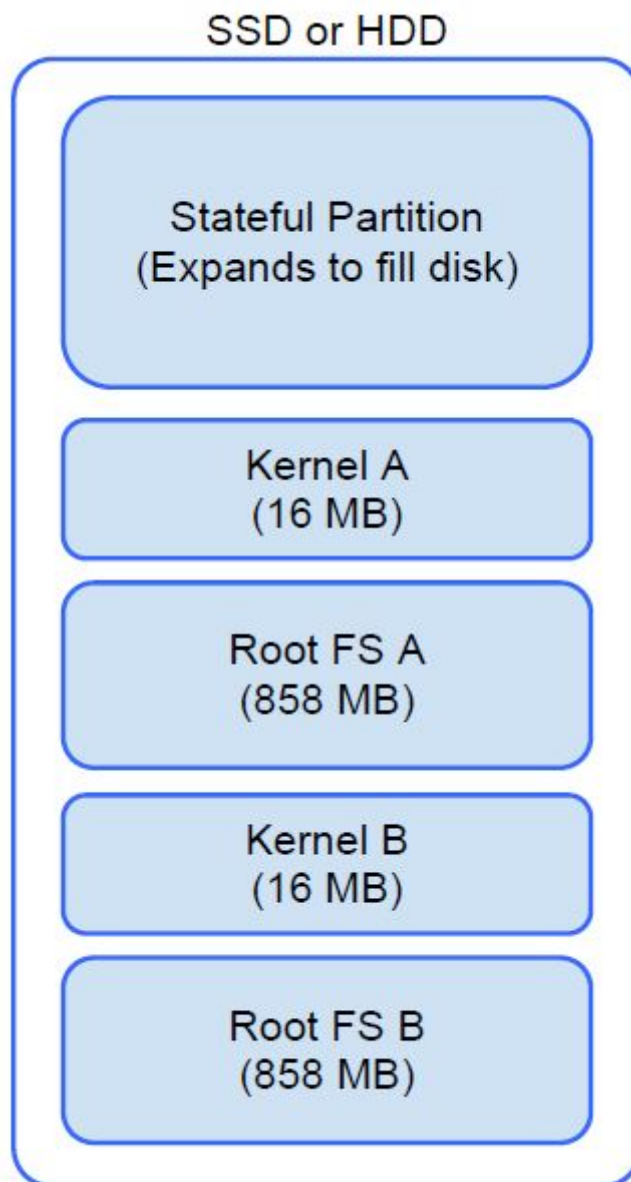 SSD or HDD
Stateful Partition
(Expands to fill disk)
Kernel A
(16 MB)
Root FS A
(858 MB)
Kernel B
(16 MB)
Root FS B
(858 MB)